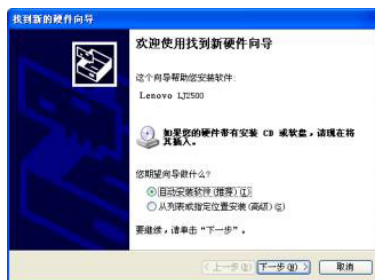 找到新的硬件向导
欢迎使用找到新硬件向导
这个向导帮助您安装软件:
Lenovo LJ2500
如果您的硬件带有安装 CD 或软盘，请现在将
其插入。
您期望向导做什么?
自动安装软件(推荐)(I)
从列表或指定位置安装(高级)(S)
要继续，请单击“下一步”。
<上一步(B) 下一步(N)> 取消